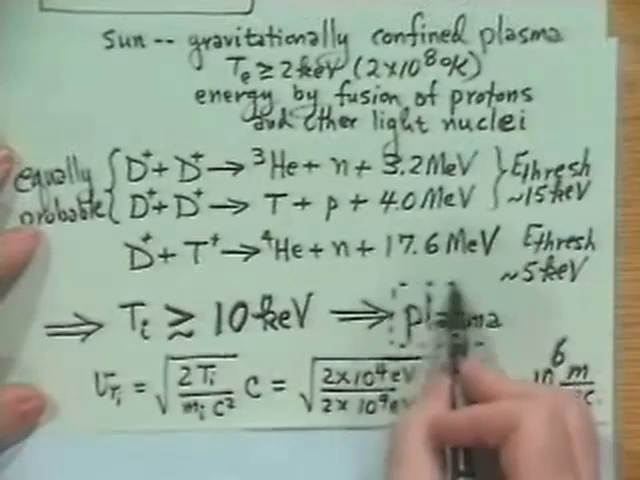 Sun -- gravitationally confined plasma
Te ≥ 2 keV (2×10⁸ °K)
energy by fusion of protons
and other light nuclei
equally probable { D⁺ + D⁺ → ³He + n + 3.2 MeV } Ethresh
D⁺ + D⁺ → T + p + 4.0 MeV ~15 keV
D⁺ + T⁺ → ⁴He + n + 17.6 MeV Ethresh
~5 keV
⇒ Ti ≳ 10 keV ⇒ plasma
v_Ti = √(2Ti / mi c²) c = √(2×10⁴ eV / 2×10⁹ eV) 10⁶ m